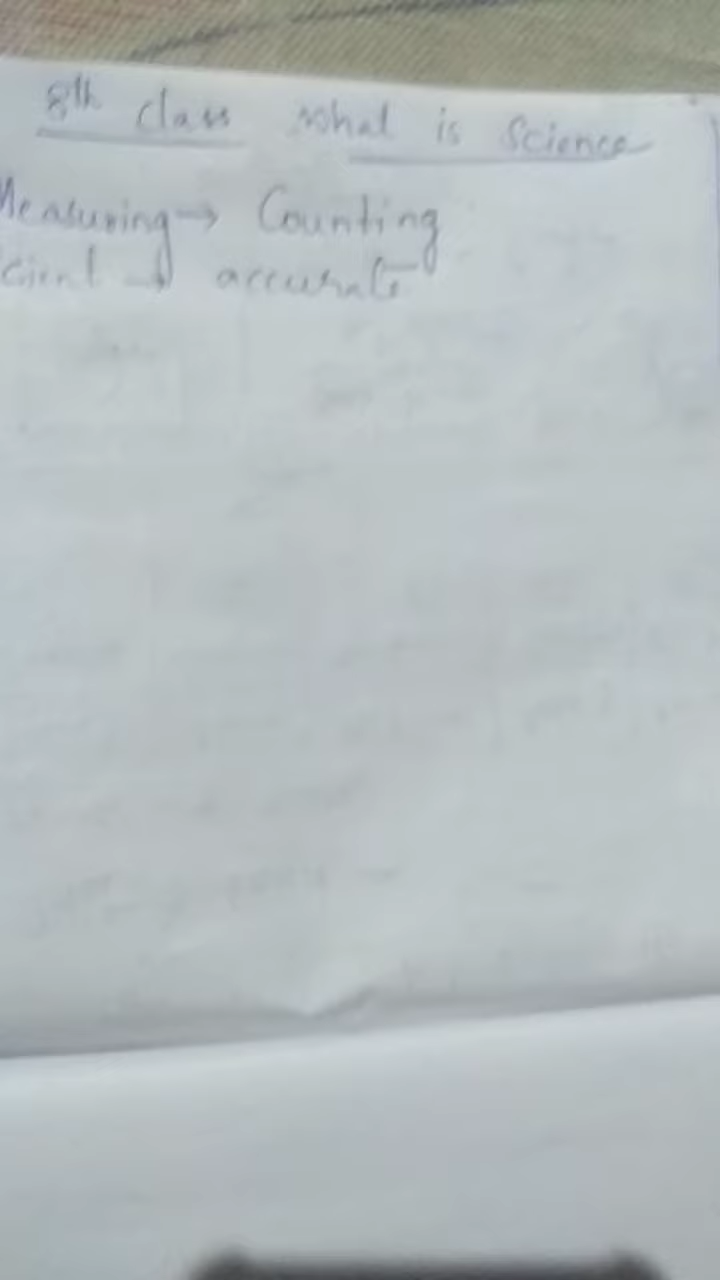 8th class what is Science
Measuring → Counting
→ accurate